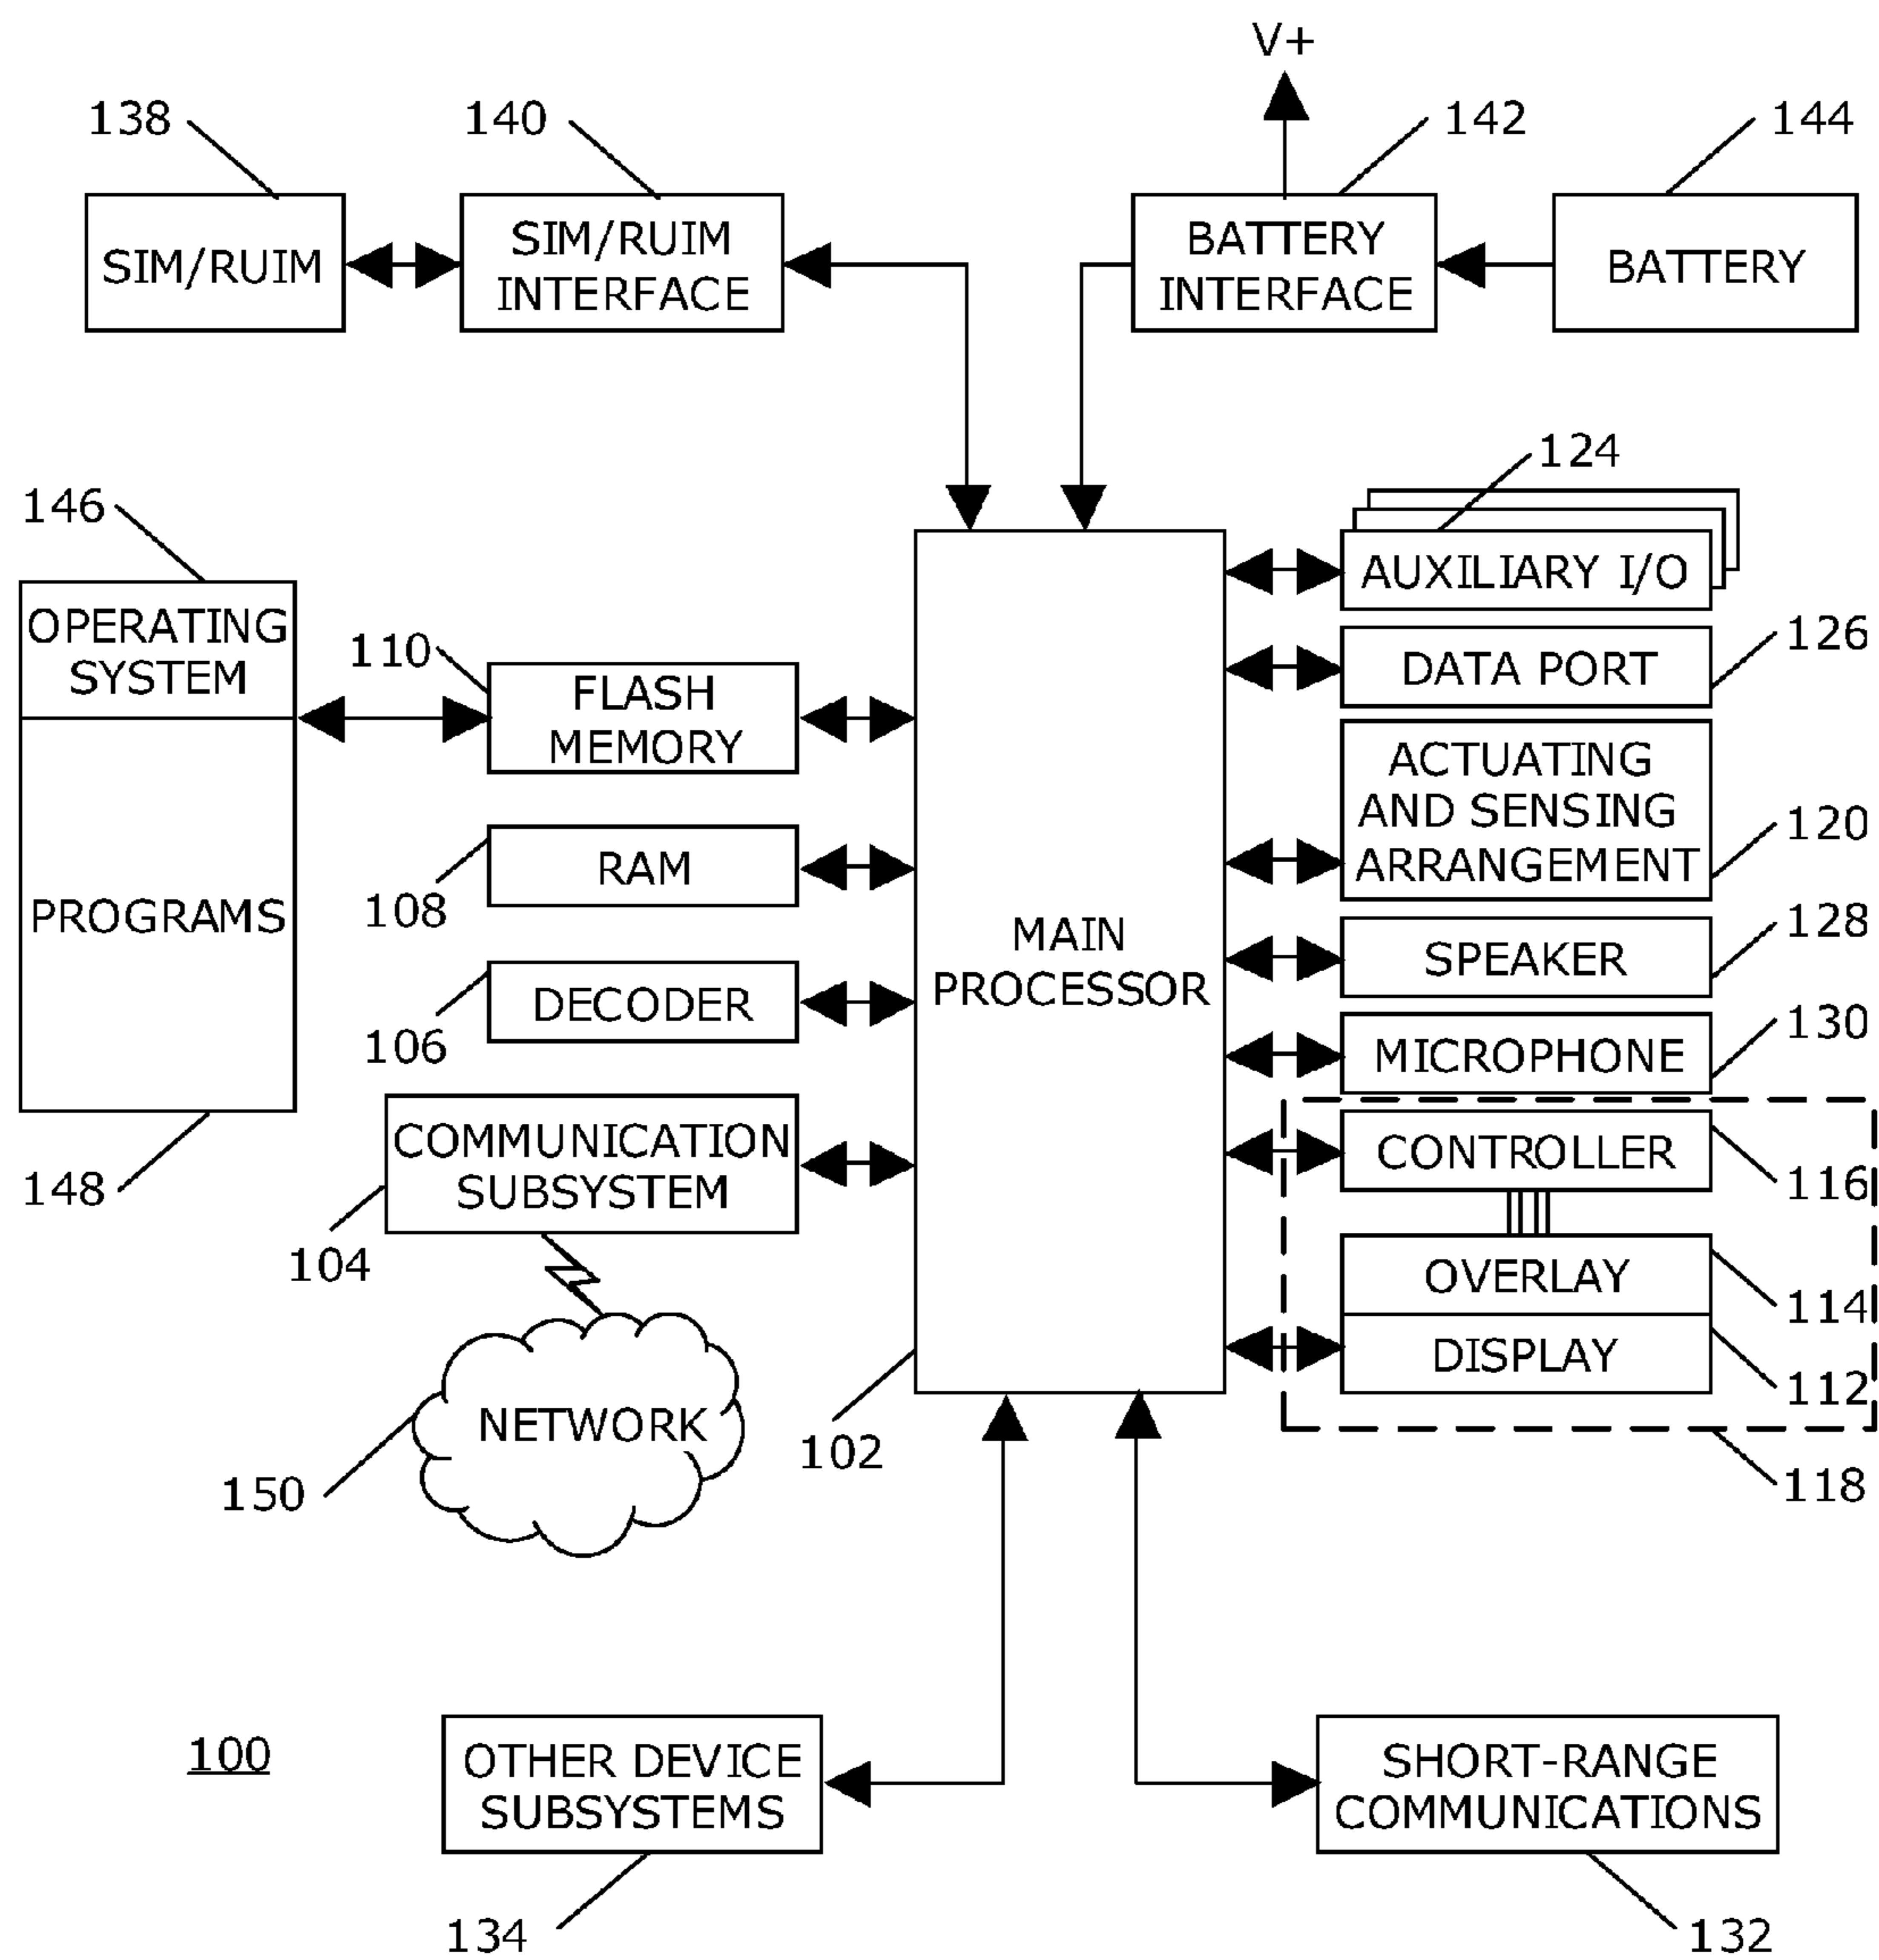 V+
138
140
142
144
SIM/RUIM
SIM/RUIM
INTERFACE
BATTERY
INTERFACE
BATTERY
124
146
AUXILIARY I/O
OPERATING
SYSTEM
110
FLASH
MEMORY
DATA PORT
126
ACTUATING
AND SENSING
ARRANGEMENT
120
RAM
108
PROGRAMS
MAIN
PROCESSOR
SPEAKER
128
DECODER
106
MICROPHONE
130
COMMUNICATION
SUBSYSTEM
CONTROLLER
116
148
104
OVERLAY
114
DISPLAY
112
NETWORK
102
150
118
100
OTHER DEVICE
SUBSYSTEMS
SHORT-RANGE
COMMUNICATIONS
134
132